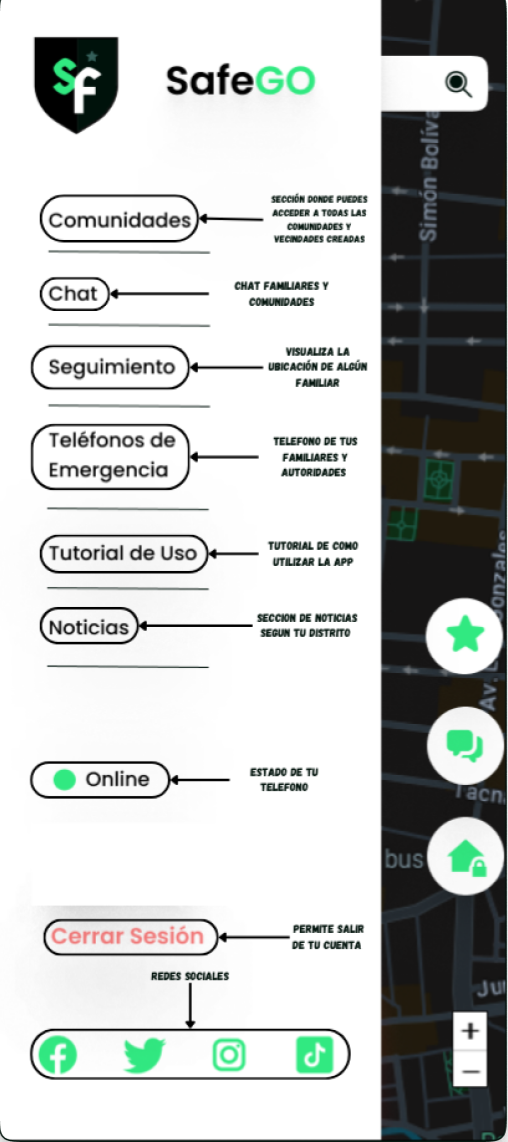 SF
SafeGO
Comunidades
SECCIÓN DONDE PUEDES
ACCEDER A TODAS LAS
COMUNIDADES Y
VECINDADES CREADAS
Simón Bolíva
Chat
CHAT FAMILIARES Y
COMUNIDADES
Seguimiento
VISUALIZA LA
UBICACIÓN DE ALGÚN
FAMILIAR
Teléfonos de
Emergencia
TELEFONO DE TUS
FAMILIARES Y
AUTORIDADES
Tutorial de Uso
TUTORIAL DE COMO
UTILIZAR LA APP
Noticias
SECCION DE NOTICIAS
SEGUN TU DISTRITO
Av.
onzales
Online
ESTADO DE TU
TELEFONO
Tacn
bus
Cerrar Sesión
PERMITE SALIR
DE TU CUENTA
REDES SOCIALES
Ju
+
−